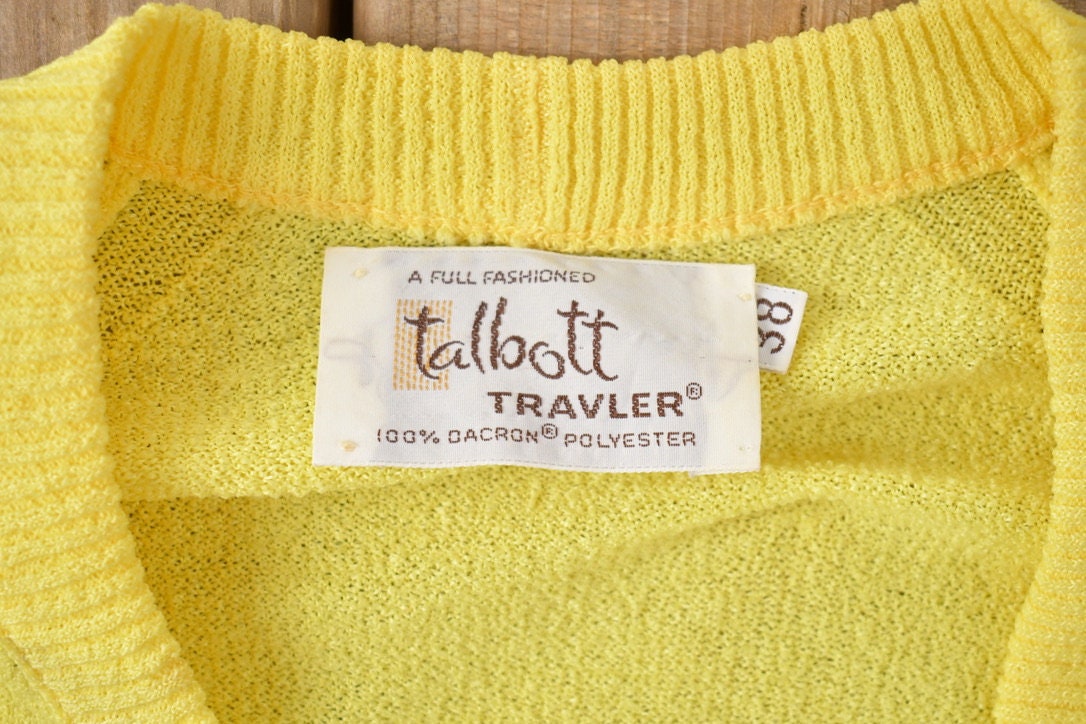 A FULL FASHIONED
talbott
TRAVLER®
100% DACRON® POLYESTER
38